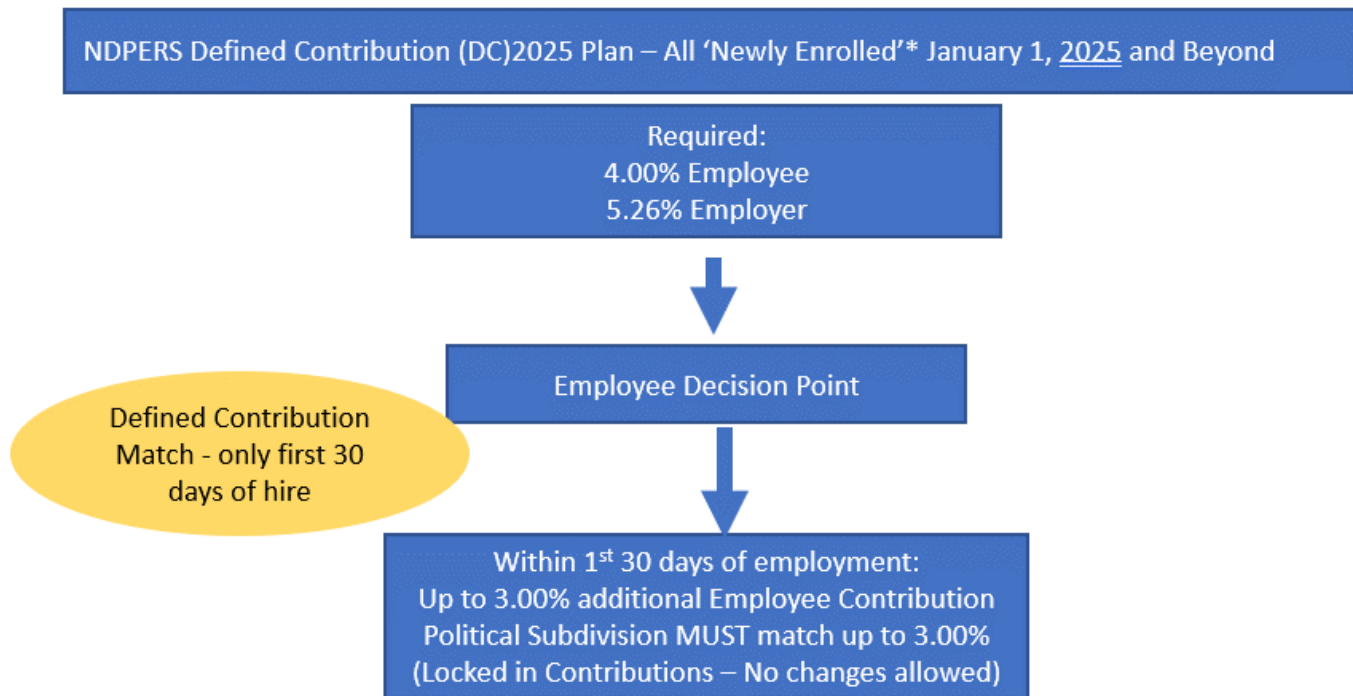 NDPERS Defined Contribution (DC)2025 Plan – All ‘Newly Enrolled’* January 1, 2025 and Beyond
Required:
4.00% Employee
5.26% Employer
Employee Decision Point
Defined Contribution
Match - only first 30
days of hire
Within 1st 30 days of employment:
Up to 3.00% additional Employee Contribution
Political Subdivision MUST match up to 3.00%
(Locked in Contributions – No changes allowed)